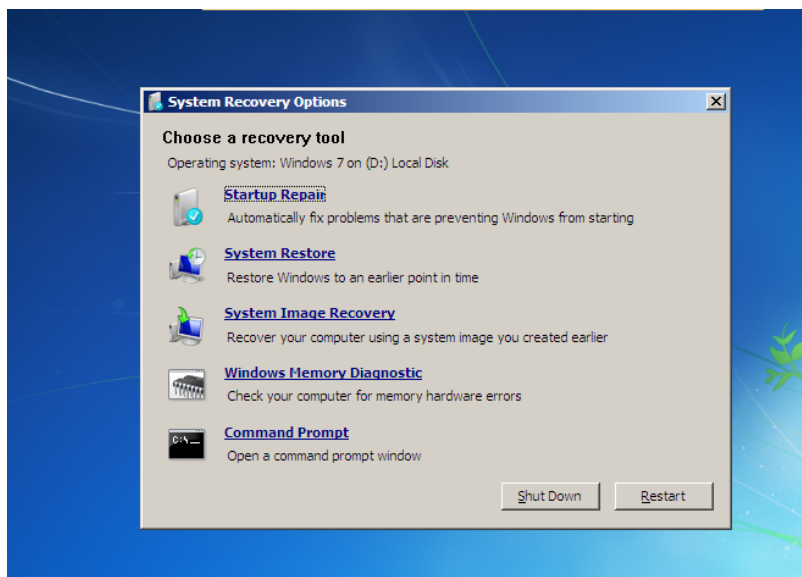 System Recovery Options
Choose a recovery tool
Operating system: Windows 7 on (D:) Local Disk
Startup Repair
Automatically fix problems that are preventing Windows from starting
System Restore
Restore Windows to an earlier point in time
System Image Recovery
Recover your computer using a system image you created earlier
Windows Memory Diagnostic
Check your computer for memory hardware errors
C:\_
Command Prompt
Open a command prompt window
Shut Down Restart